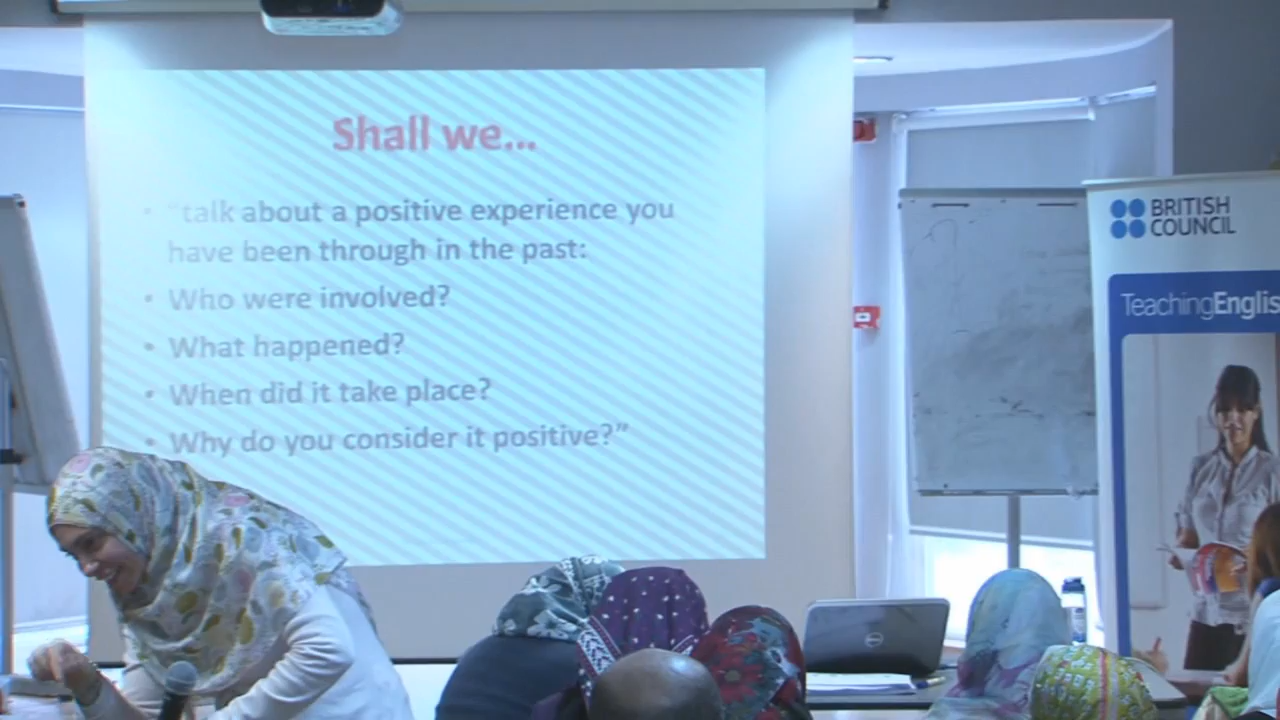 Shall we...
• "talk about a positive experience you
have been through in the past:
• Who were involved?
• What happened?
• When did it take place?
• Why do you consider it positive?"
BRITISH
COUNCIL
TeachingEnglis
DELL